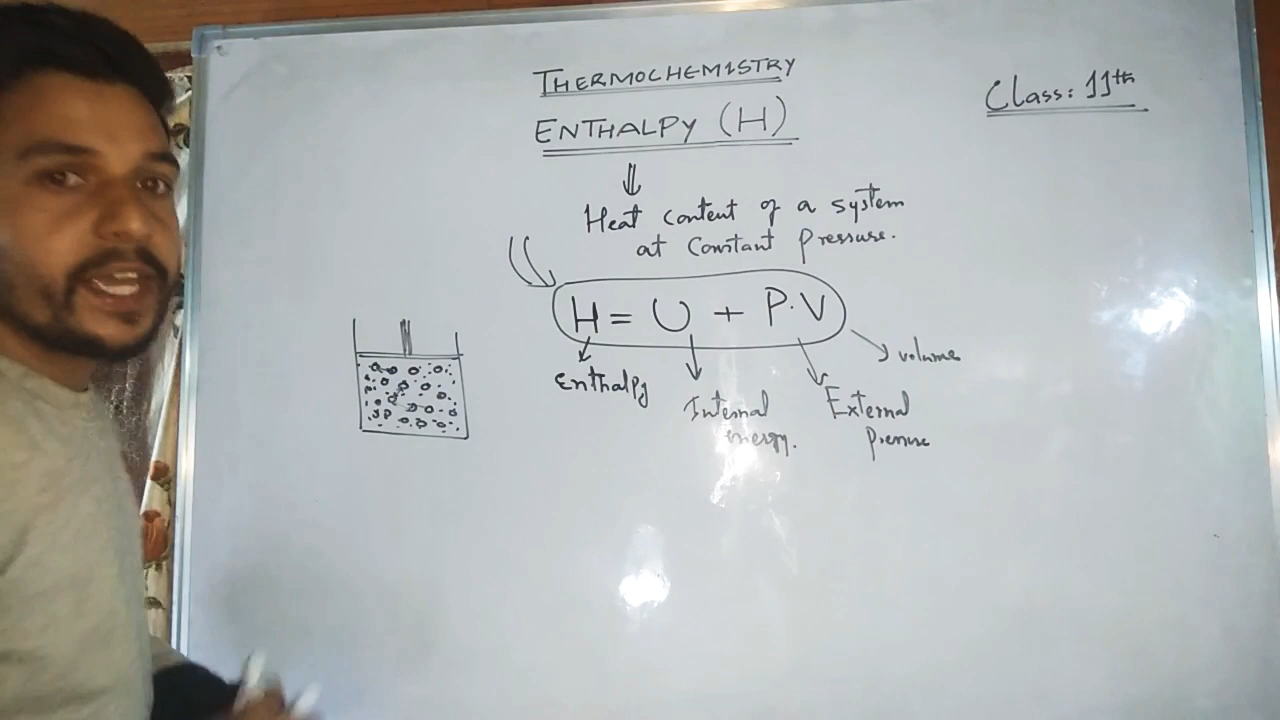 THERMOCHEMISTRY
Class: 11th
ENTHALPY (H)
⇓
Heat content of a system
at Constant Pressure.
H = U + P.V
volume
Enthalpy
Internal
energy.
External
pressure